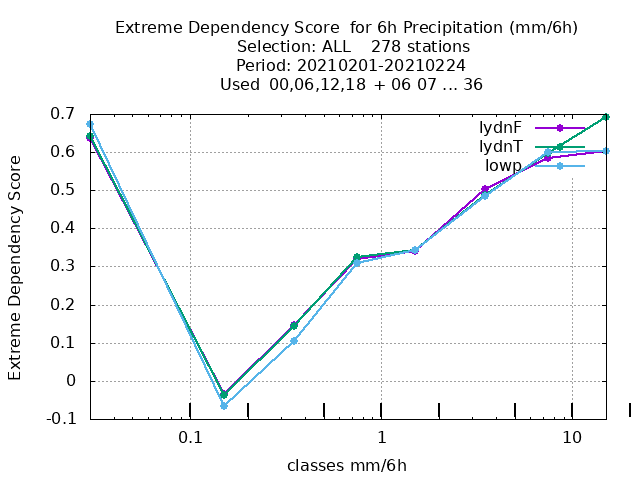 Extreme Dependency Score  for 6h Precipitation (mm/6h)
Selection: ALL    278 stations
Period: 20210201-20210224
Used  00,06,12,18  + 06 07 ... 36
0.7
0.6
0.5
0.4
0.3
0.2
0.1
0
-0.1
Extreme Dependency Score
lydnF
lydnT
lowp
0.1
1
10
classes mm/6h